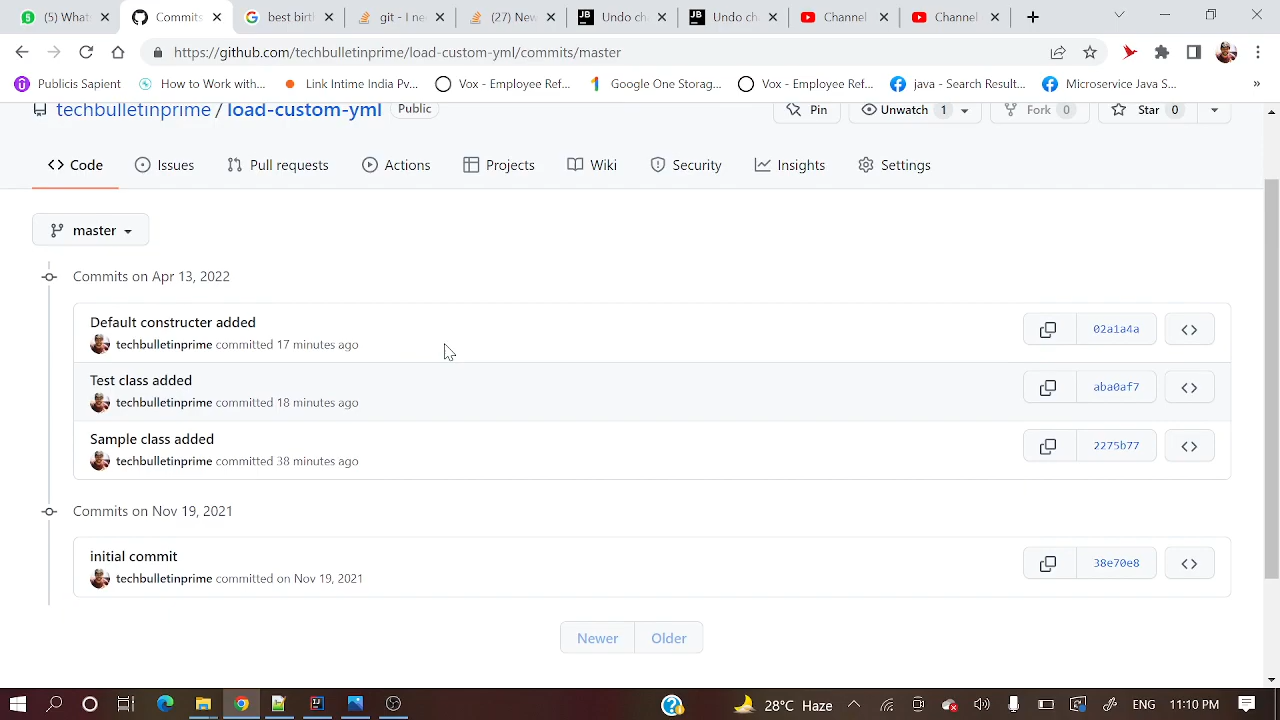 (5) Whats
Commits
best birth
git - I nee
(27) New
Undo cha
git chec
Channel
Channel
https://github.com/techbulletinprime/load-custom-yml/commits/master
Publicis Sapient
How to Work with...
Link Intime India Pv...
Vox - Employee Ref...
Google One Storag...
Vox - Employee Ref...
java - Search Result...
Microservice Java S...
»
techbulletinprime / load-custom-yml
Public
Pin
Unwatch 1
Fork 0
Star 0
Code
Issues
Pull requests
Actions
Projects
Wiki
Security
Insights
Settings
master
Commits on Apr 13, 2022
Default constructer added
02a1a4a
techbulletinprime committed 17 minutes ago
Test class added
aba0af7
techbulletinprime committed 18 minutes ago
Sample class added
2275b77
techbulletinprime committed 38 minutes ago
Commits on Nov 19, 2021
initial commit
38e70e8
techbulletinprime committed on Nov 19, 2021
Newer
Older
28°C Haze
ENG
11:10 PM